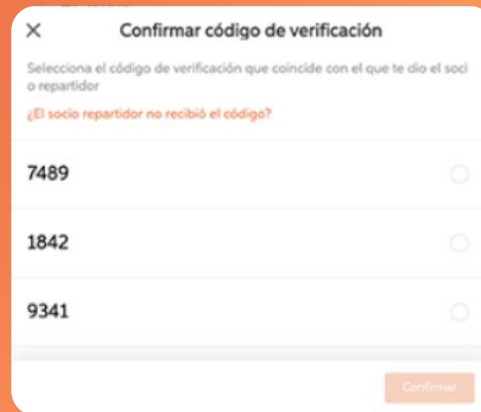 Confirmar código de verificación
Selecciona el código de verificación que coincide con el que te dio el soci
o repartidor
¿El socio repartidor no recibió el código?
7489
1842
9341
Confirmar